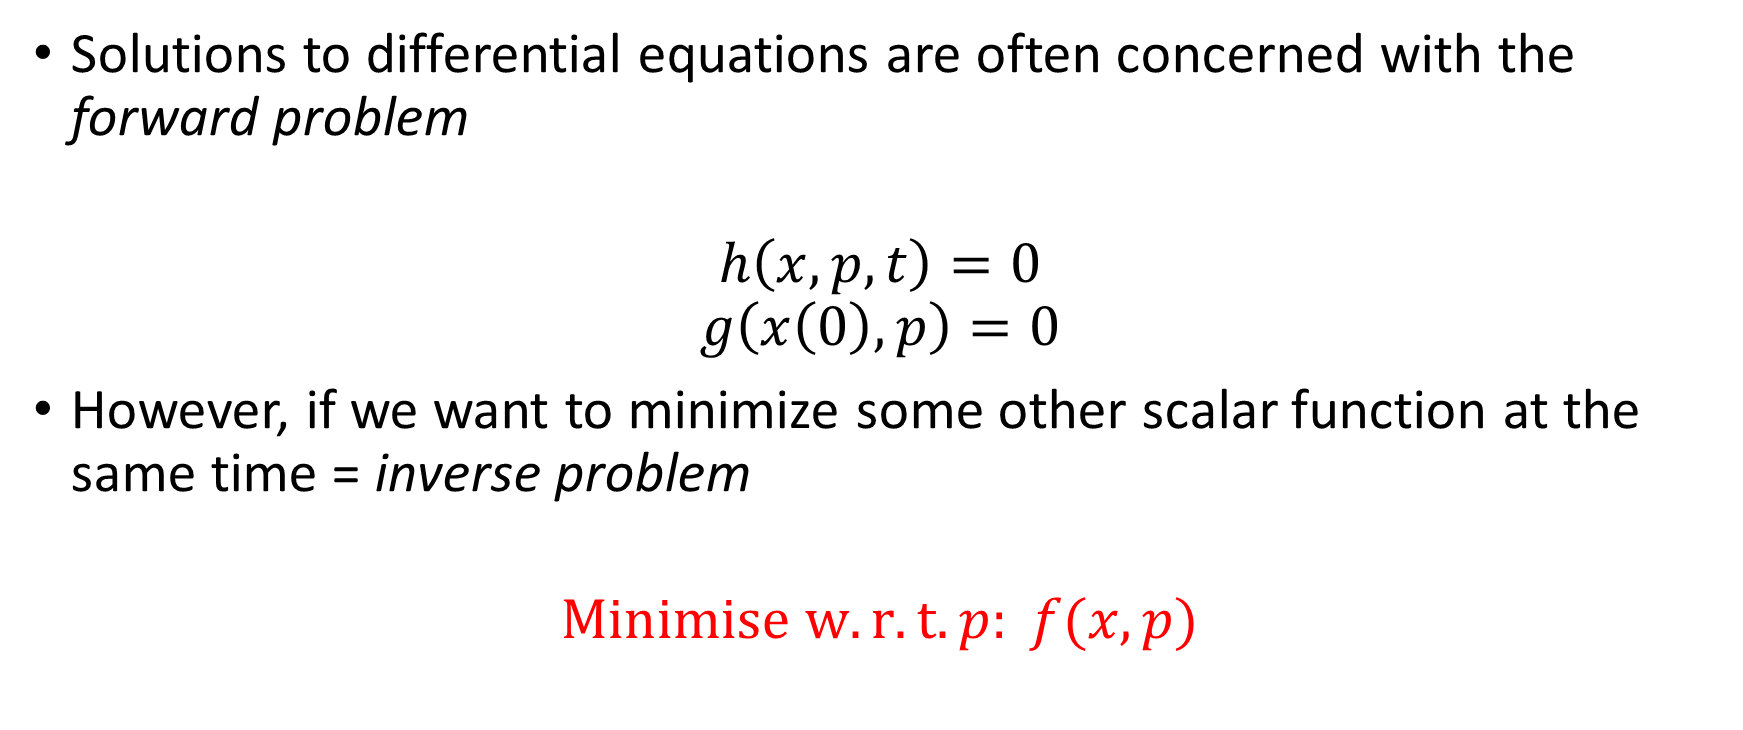 • Solutions to differential equations are often concerned with the
forward problem
h(x, p, t) = 0
g(x(0), p) = 0
• However, if we want to minimize some other scalar function at the
same time = inverse problem
Minimise w. r. t. p: f(x, p)